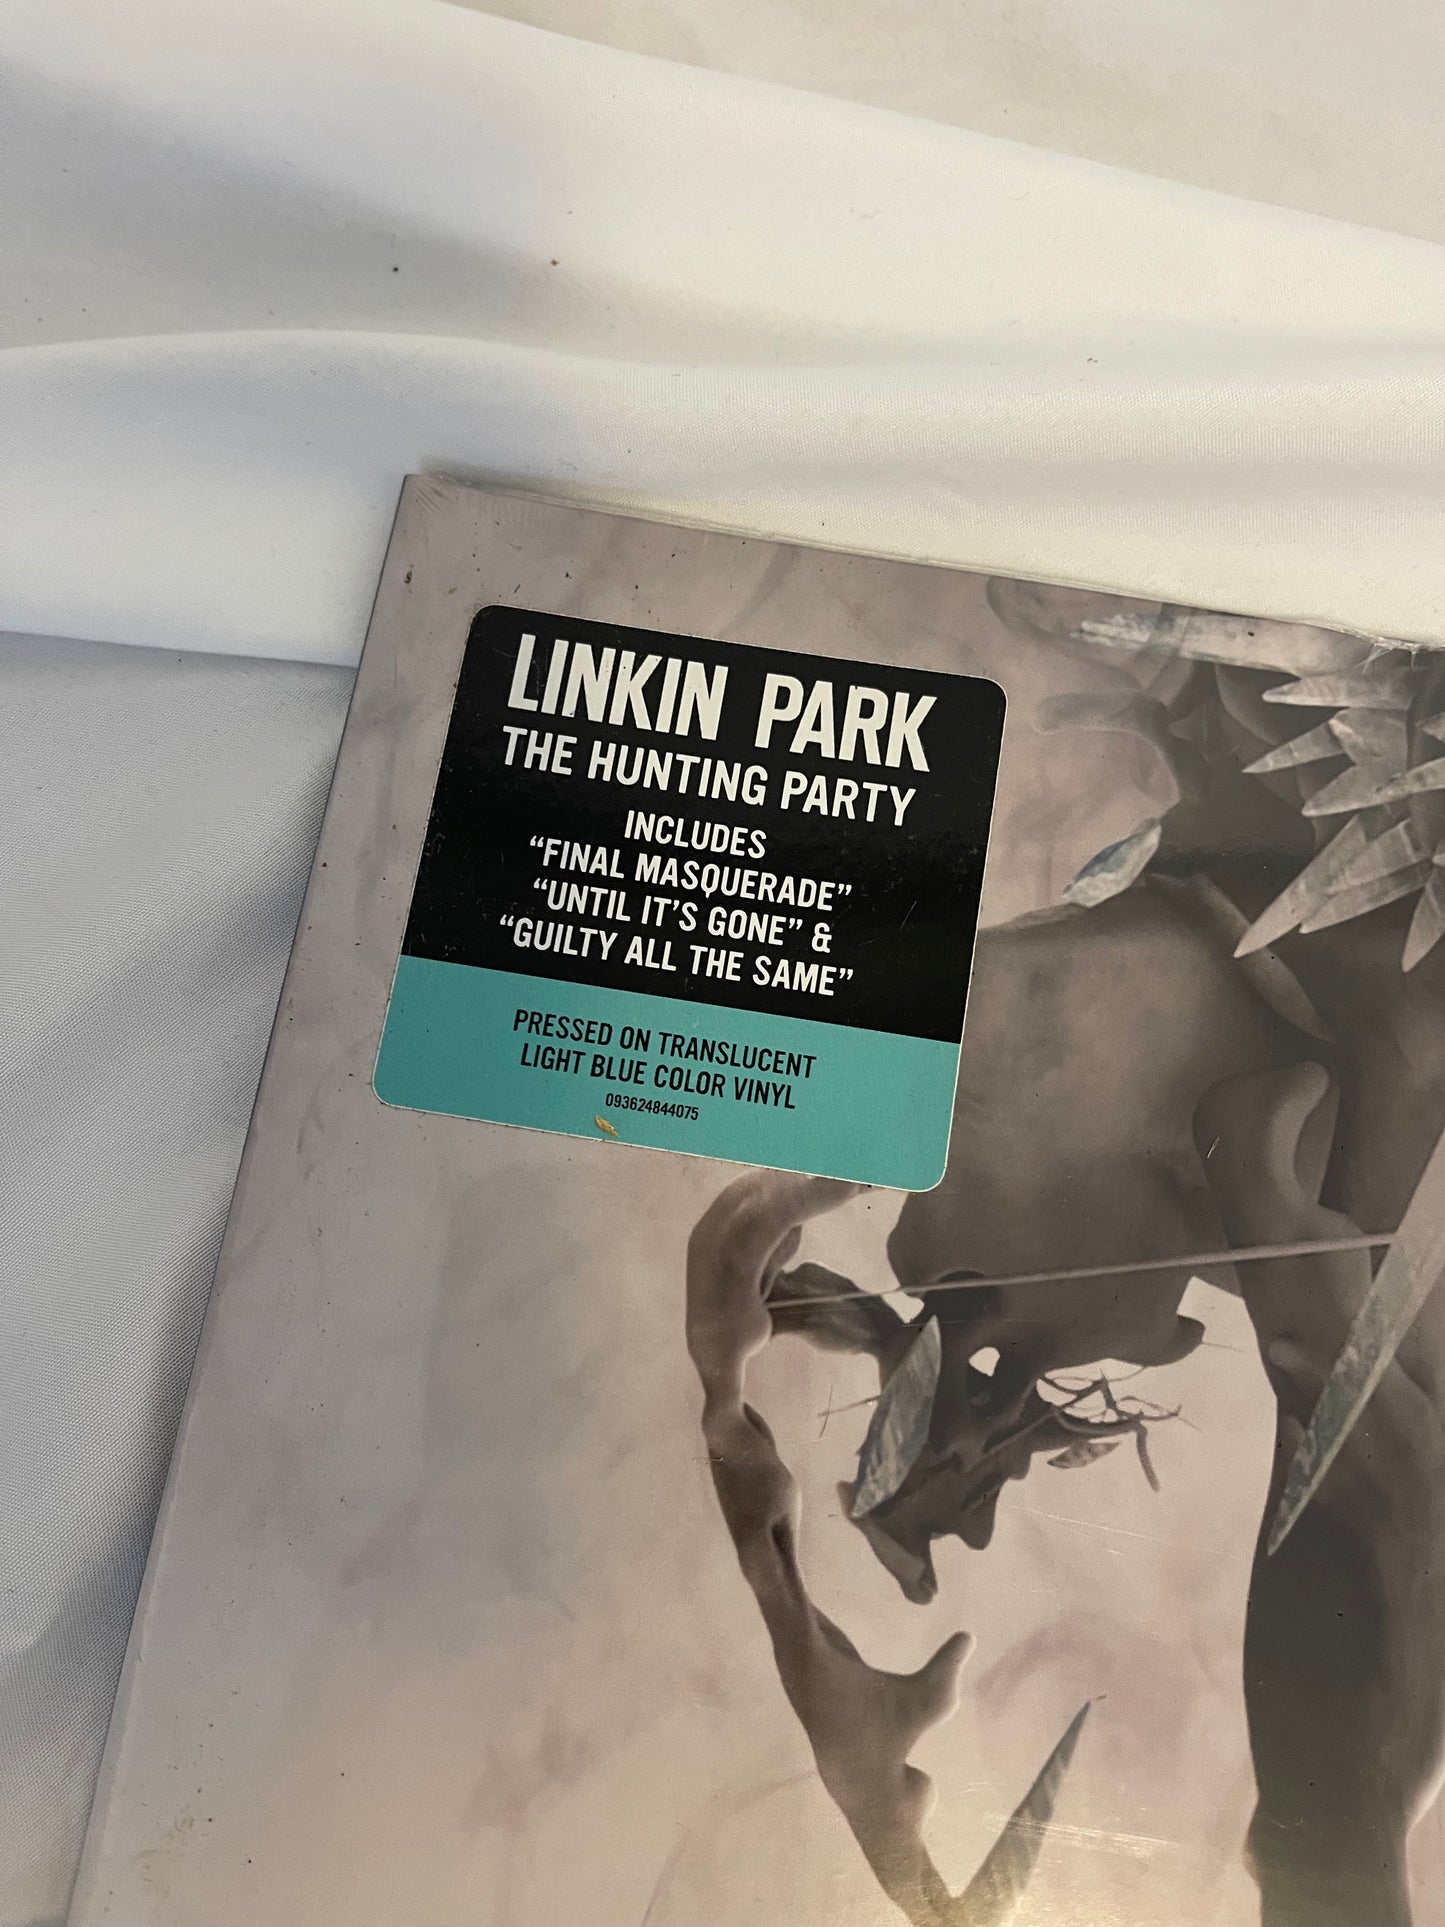 LINKIN PARK
THE HUNTING PARTY
INCLUDES
“FINAL MASQUERADE”
“UNTIL IT’S GONE” &
“GUILTY ALL THE SAME”
PRESSED ON TRANSLUCENT
LIGHT BLUE COLOR VINYL
093624844075